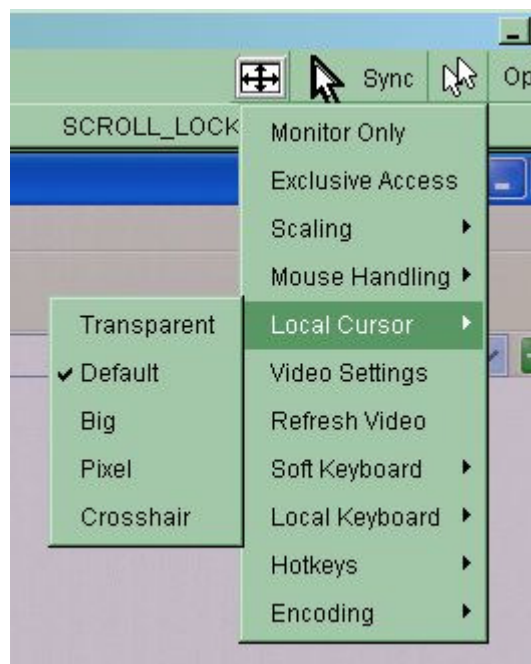 Sync Op
SCROLL_LOCK
Monitor Only
Exclusive Access
Scaling
Mouse Handling
Local Cursor
Video Settings
Refresh Video
Soft Keyboard
Local Keyboard
Hotkeys
Encoding
Transparent
Default
Big
Pixel
Crosshair